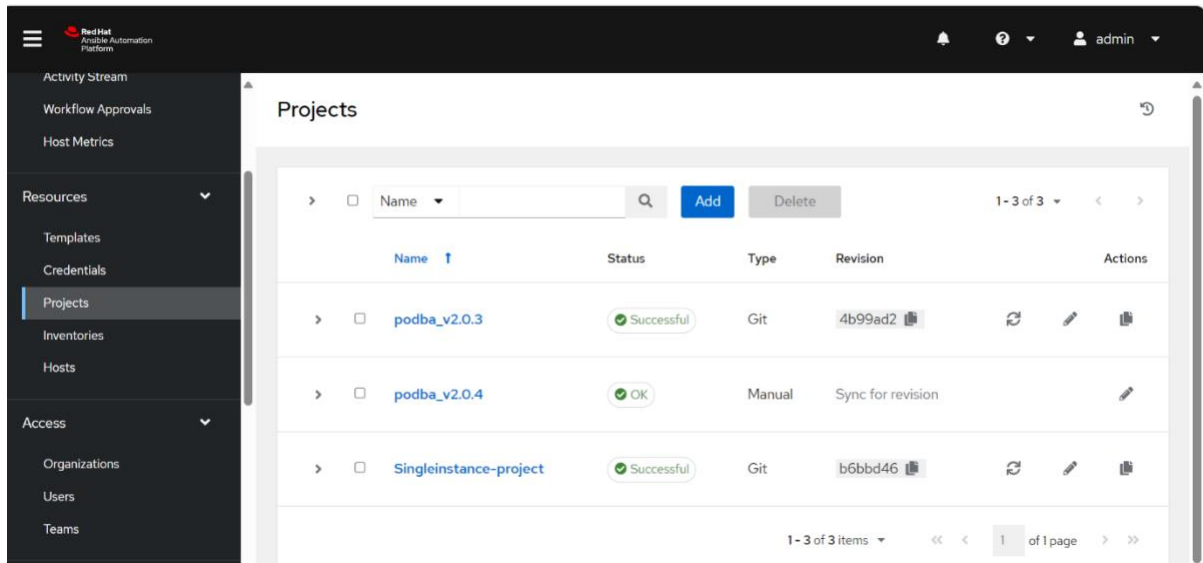 Red Hat
Ansible Automation
Platform
admin
Activity Stream
Workflow Approvals
Host Metrics
Resources
Templates
Credentials
Projects
Inventories
Hosts
Access
Organizations
Users
Teams
Projects
Name Add Delete 1 - 3 of 3
Name Status Type Revision Actions
podba_v2.0.3 Successful Git 4b99ad2
podba_v2.0.4 OK Manual Sync for revision
Singleinstance-project Successful Git b6bbd46
1 - 3 of 3 items 1 of 1 page